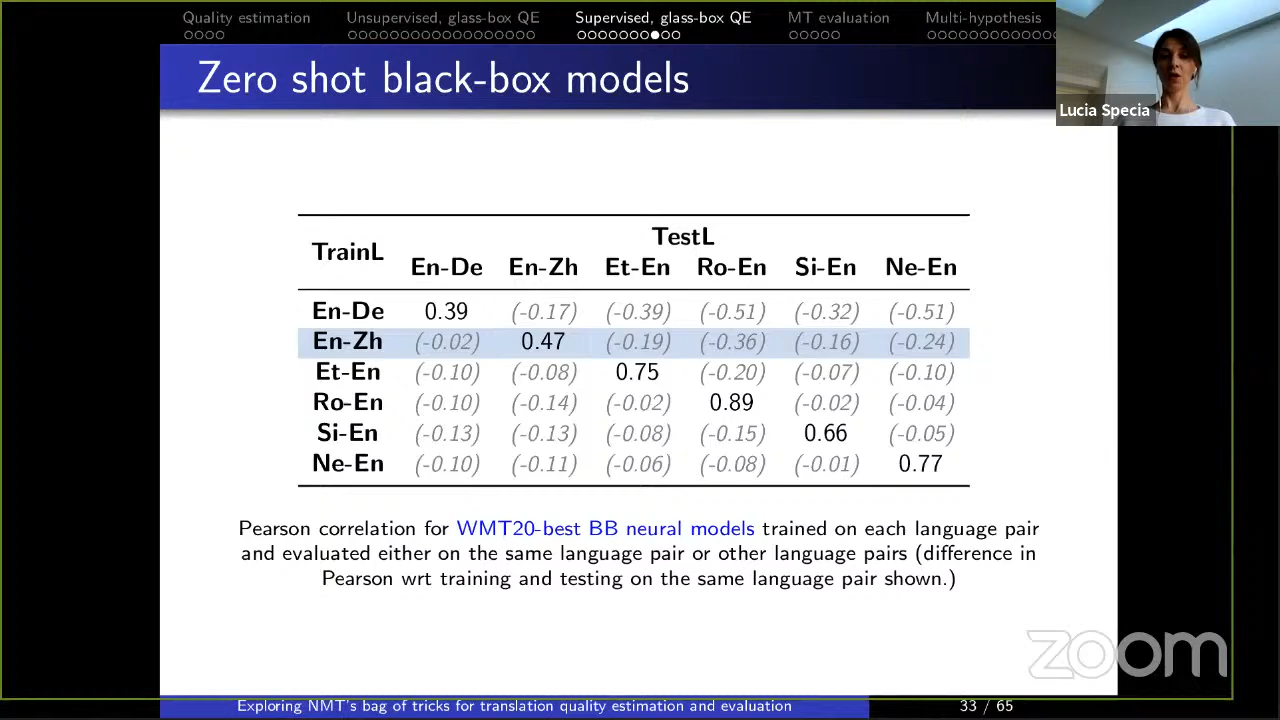 Quality estimation Unsupervised, glass-box QE Supervised, glass-box QE MT evaluation Multi-hypothesis
Zero shot black-box models
Lucia Specia
TrainL TestL
En-De En-Zh Et-En Ro-En Si-En Ne-En
En-De 0.39 (-0.17) (-0.39) (-0.51) (-0.32) (-0.51)
En-Zh (-0.02) 0.47 (-0.19) (-0.36) (-0.16) (-0.24)
Et-En (-0.10) (-0.08) 0.75 (-0.20) (-0.07) (-0.10)
Ro-En (-0.10) (-0.14) (-0.02) 0.89 (-0.02) (-0.04)
Si-En (-0.13) (-0.13) (-0.08) (-0.15) 0.66 (-0.05)
Ne-En (-0.10) (-0.11) (-0.06) (-0.08) (-0.01) 0.77
Pearson correlation for WMT20-best BB neural models trained on each language pair
and evaluated either on the same language pair or other language pairs (difference in
Pearson wrt training and testing on the same language pair shown.)
zoom
Exploring NMT's bag of tricks for translation quality estimation and evaluation 33 / 65